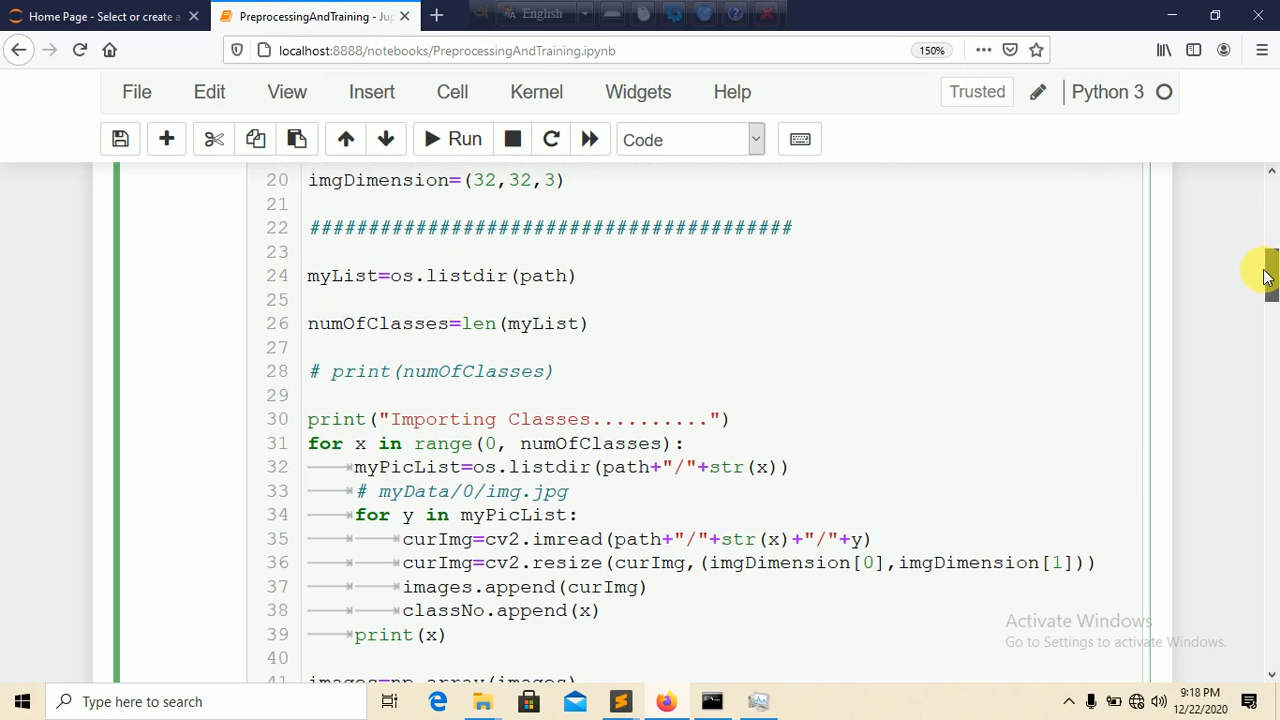 Home Page - Select or create a
PreprocessingAndTraining - Jup
English
localhost:8888/notebooks/PreprocessingAndTraining.ipynb
150%
File Edit View Insert Cell Kernel Widgets Help
Trusted
Python 3
Run
Code
20 imgDimension=(32,32,3)
21
22 #########################################
23
24 myList=os.listdir(path)
25
26 numOfClasses=len(myList)
27
28 # print(numOfClasses)
29
30 print("Importing Classes..........")
31 for x in range(0, numOfClasses):
32 myPicList=os.listdir(path+"/"+str(x))
33 # myData/0/img.jpg
34 for y in myPicList:
35 curImg=cv2.imread(path+"/"+str(x)+"/"+y)
36 curImg=cv2.resize(curImg,(imgDimension[0],imgDimension[1]))
37 images.append(curImg)
38 classNo.append(x)
39 print(x)
40
41 images=np.array(images)
Activate Windows
Go to Settings to activate Windows.
Type here to search
9:18 PM
12/22/2020